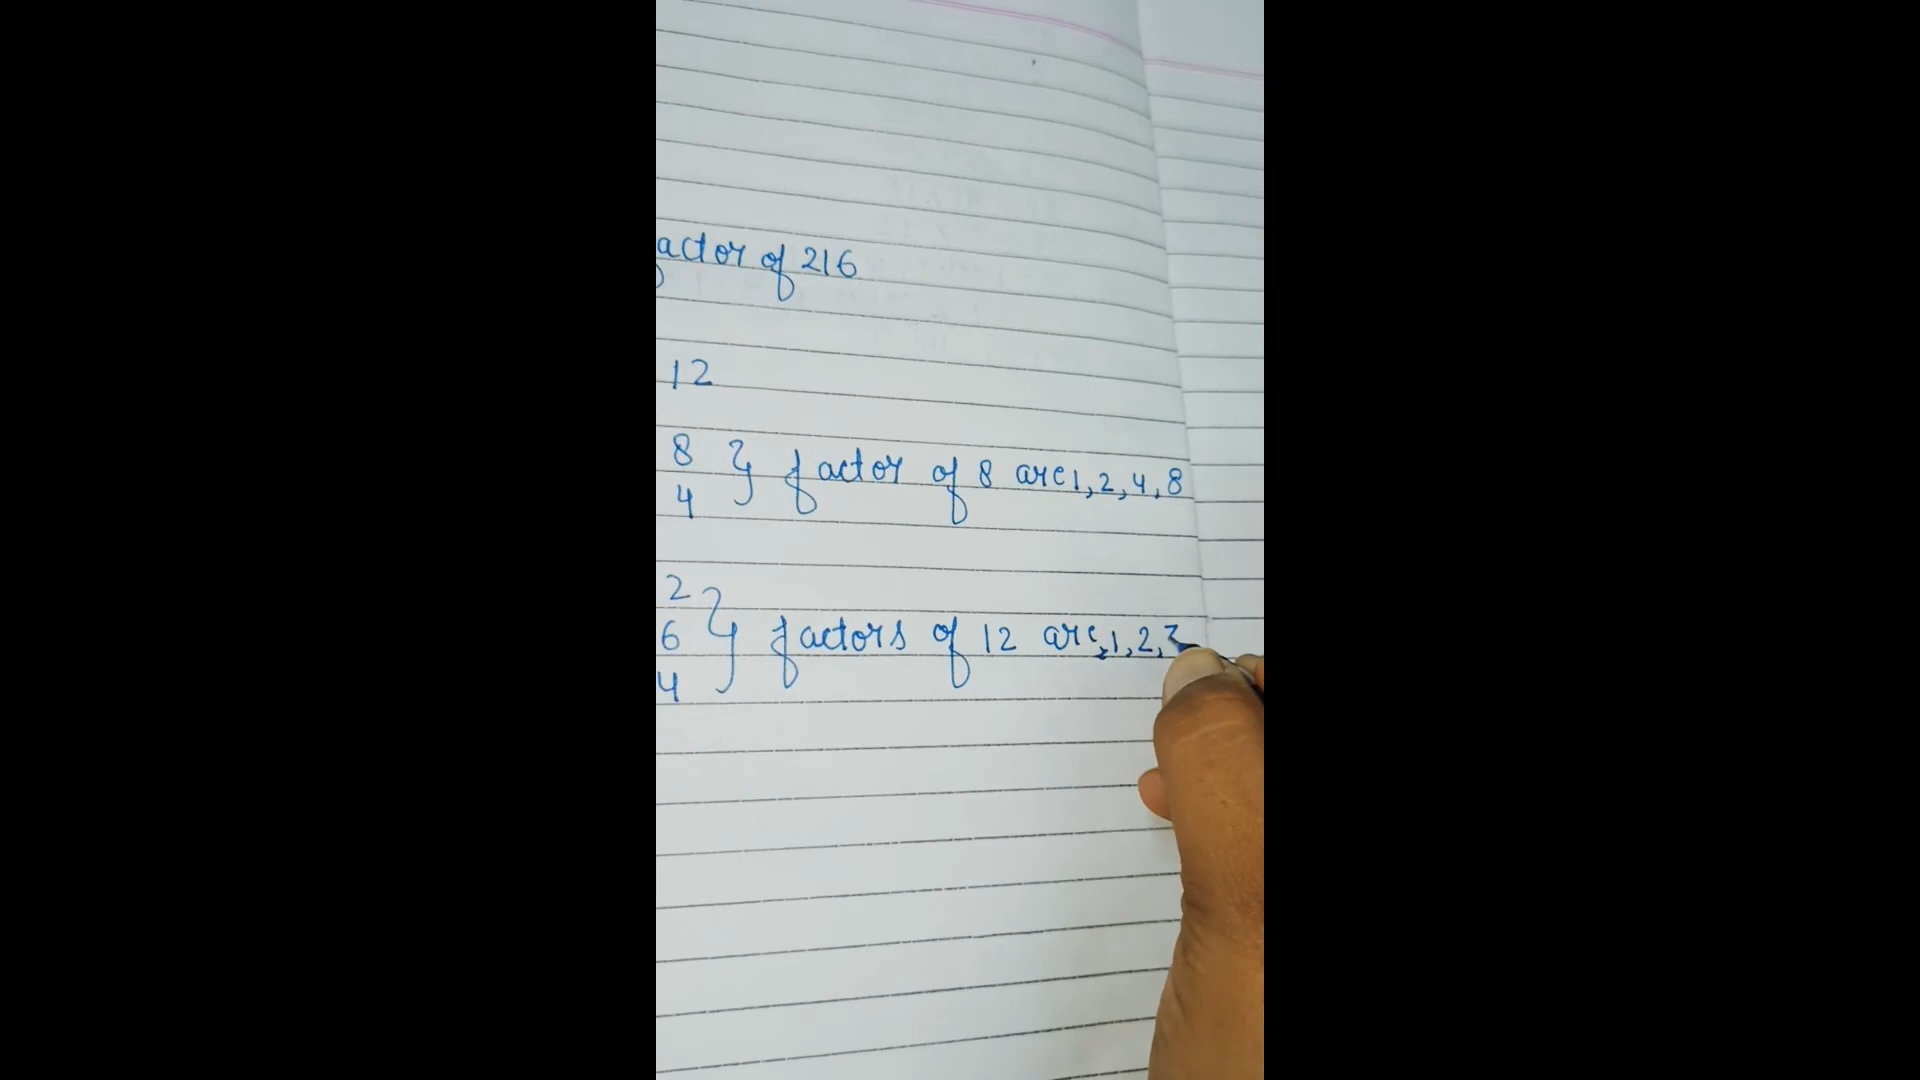 actor of 216
12
8 } factor of 8 are 1, 2, 4, 8
4
2
6 } factors of 12 are, 1, 2, 3
4